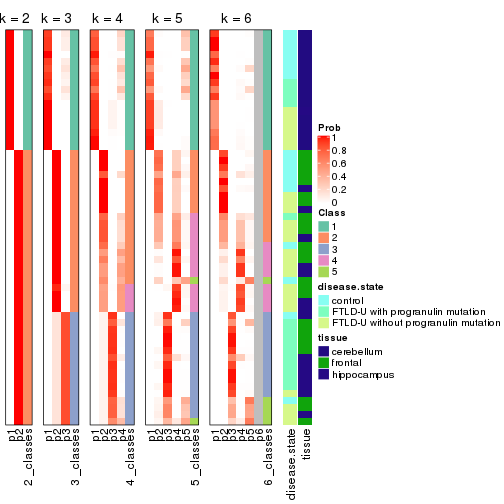 k = 2 k = 3 k = 4 k = 5 k = 6
Prob
1
0.8
0.6
0.4
0.2
0
Class
1
2
3
4
5
disease.state
control
FTLD-U with progranulin mutation
FTLD-U without progranulin mutation
tissue
cerebellum
frontal
hippocampus
p1 p2 2_classes p1 p2 p3 3_classes p1 p2 p3 p4 4_classes p1 p2 p3 p4 p5 5_classes p1 p2 p3 p4 p5 p6 6_classes disease.state tissue